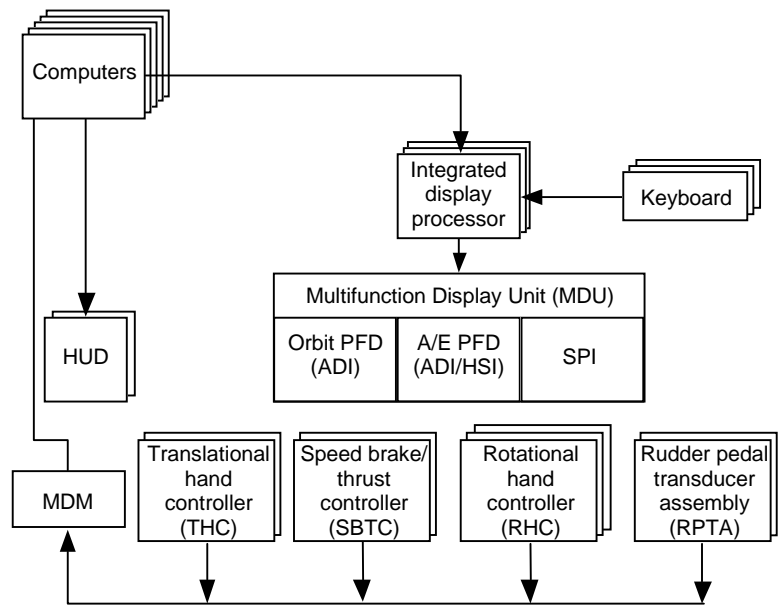 Computers
Integrated
display
processor
Keyboard
Multifunction Display Unit (MDU)
Orbit PFD
(ADI)
A/E PFD
(ADI/HSI)
SPI
HUD
MDM
Translational
hand
controller
(THC)
Speed brake/
thrust
controller
(SBTC)
Rotational
hand
controller
(RHC)
Rudder pedal
transducer
assembly
(RPTA)